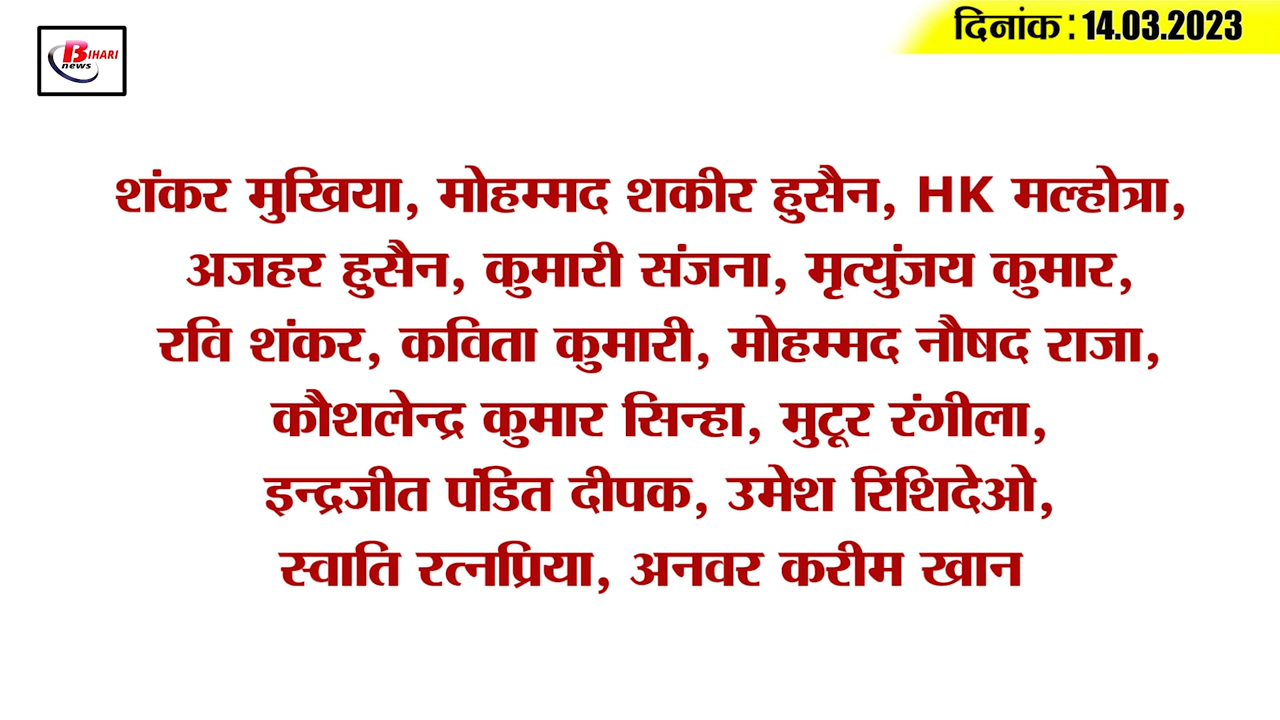 BIHARI
news
दिनांक : 14.03.2023
शंकर मुखिया, मोहम्मद शकीर हुसैन, HK मल्होत्रा,
अजहर हुसैन, कुमारी संजना, मृत्युंजय कुमार,
रवि शंकर, कविता कुमारी, मोहम्मद नौषद राजा,
कौशलेन्द्र कुमार सिन्हा, मुटूर रंगीला,
इन्द्रजीत पंडित दीपक, उमेश रिशिदेओ,
स्वाति रत्नप्रिया, अनवर करीम खान